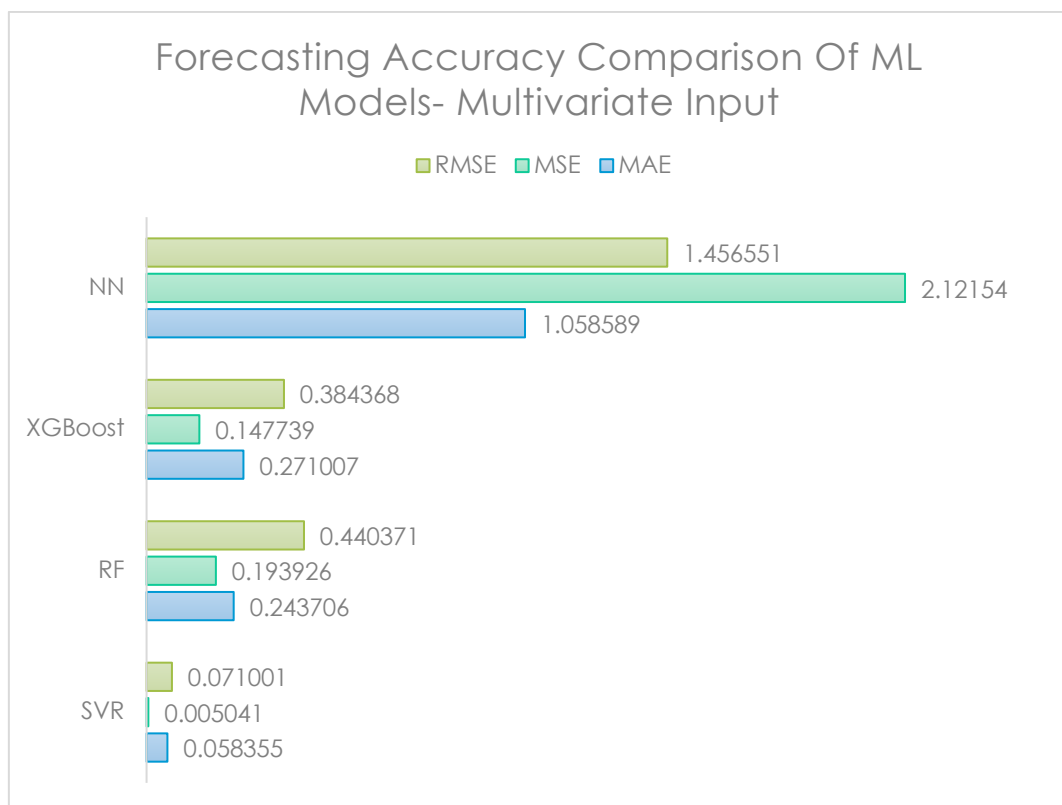 Forecasting Accuracy Comparison Of ML
Models- Multivariate Input
RMSE MSE MAE
NN
1.456551
2.12154
1.058589
XGBoost
0.384368
0.147739
0.271007
RF
0.440371
0.193926
0.243706
SVR
0.071001
0.005041
0.058355